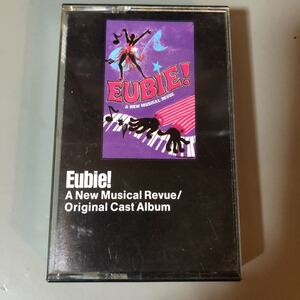 EUBIE!
A NEW MUSICAL REVUE
Eubie!
A New Musical Revue/
Original Cast Album